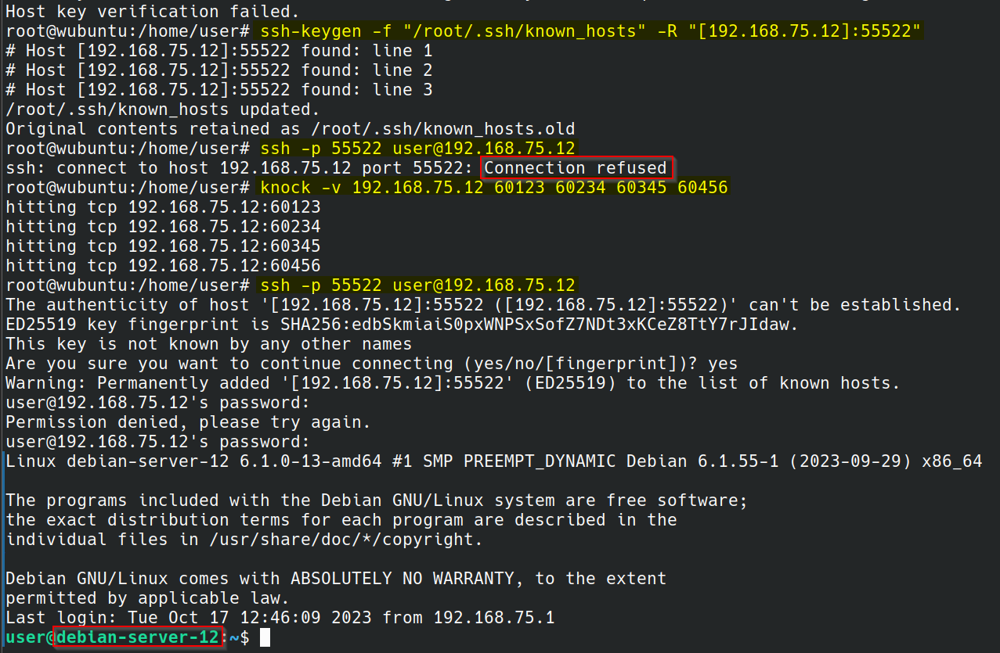 Host key verification failed.
root@wubuntu:/home/user# ssh-keygen -f "/root/.ssh/known_hosts" -R "[192.168.75.12]:55522"
# Host [192.168.75.12]:55522 found: line 1
# Host [192.168.75.12]:55522 found: line 2
# Host [192.168.75.12]:55522 found: line 3
/root/.ssh/known_hosts updated.
Original contents retained as /root/.ssh/known_hosts.old
root@wubuntu:/home/user# ssh -p 55522 user@192.168.75.12
ssh: connect to host 192.168.75.12 port 55522: Connection refused
root@wubuntu:/home/user# knock -v 192.168.75.12 60123 60234 60345 60456
hitting tcp 192.168.75.12:60123
hitting tcp 192.168.75.12:60234
hitting tcp 192.168.75.12:60345
hitting tcp 192.168.75.12:60456
root@wubuntu:/home/user# ssh -p 55522 user@192.168.75.12
The authenticity of host '[192.168.75.12]:55522 ([192.168.75.12]:55522)' can't be established.
ED25519 key fingerprint is SHA256:edbSkmiaiS0pxWNPSxSofZ7NDt3xKCeZ8TtY7rJIdaw.
This key is not known by any other names
Are you sure you want to continue connecting (yes/no/[fingerprint])? yes
Warning: Permanently added '[192.168.75.12]:55522' (ED25519) to the list of known hosts.
user@192.168.75.12's password:
Permission denied, please try again.
user@192.168.75.12's password:
Linux debian-server-12 6.1.0-13-amd64 #1 SMP PREEMPT_DYNAMIC Debian 6.1.55-1 (2023-09-29) x86_64
The programs included with the Debian GNU/Linux system are free software;
the exact distribution terms for each program are described in the
individual files in /usr/share/doc/*/copyright.
Debian GNU/Linux comes with ABSOLUTELY NO WARRANTY, to the extent
permitted by applicable law.
Last login: Tue Oct 17 12:46:09 2023 from 192.168.75.1
user@debian-server-12:~$